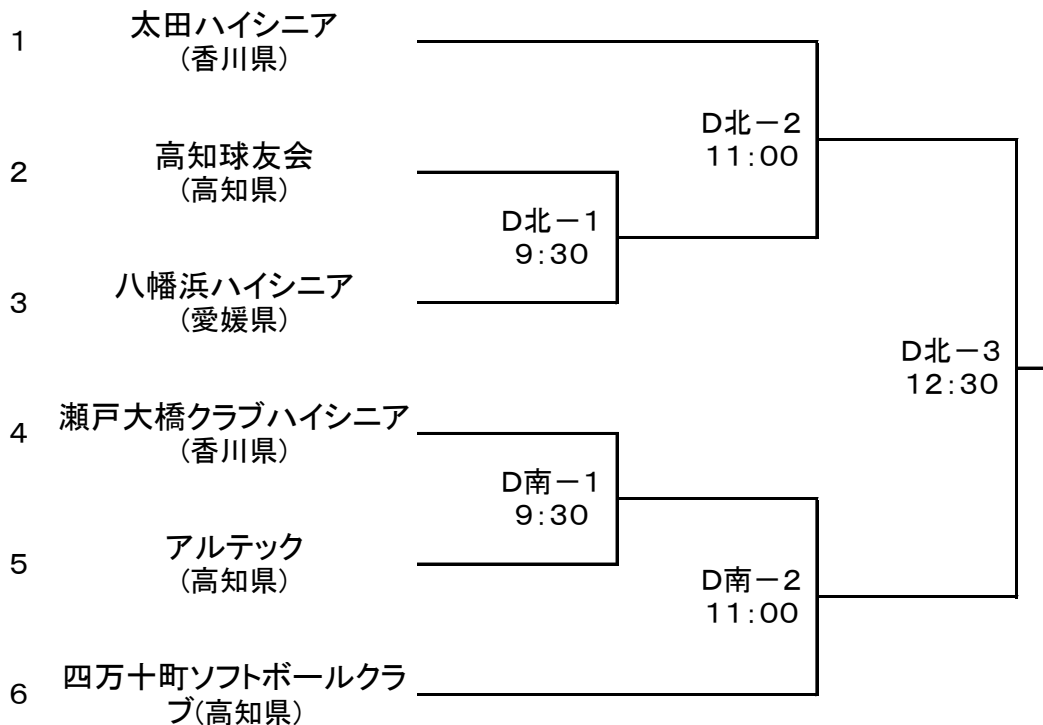 1
太田ハイシニア
(香川県)
D北－2
11:00
2
高知球友会
(高知県)
D北－1
9:30
3
八幡浜ハイシニア
(愛媛県)
D北－3
12:30
4
瀬戸大橋クラブハイシニア
(香川県)
D南－1
9:30
5
アルテック
(高知県)
D南－2
11:00
6
四万十町ソフトボールクラ
ブ(高知県)